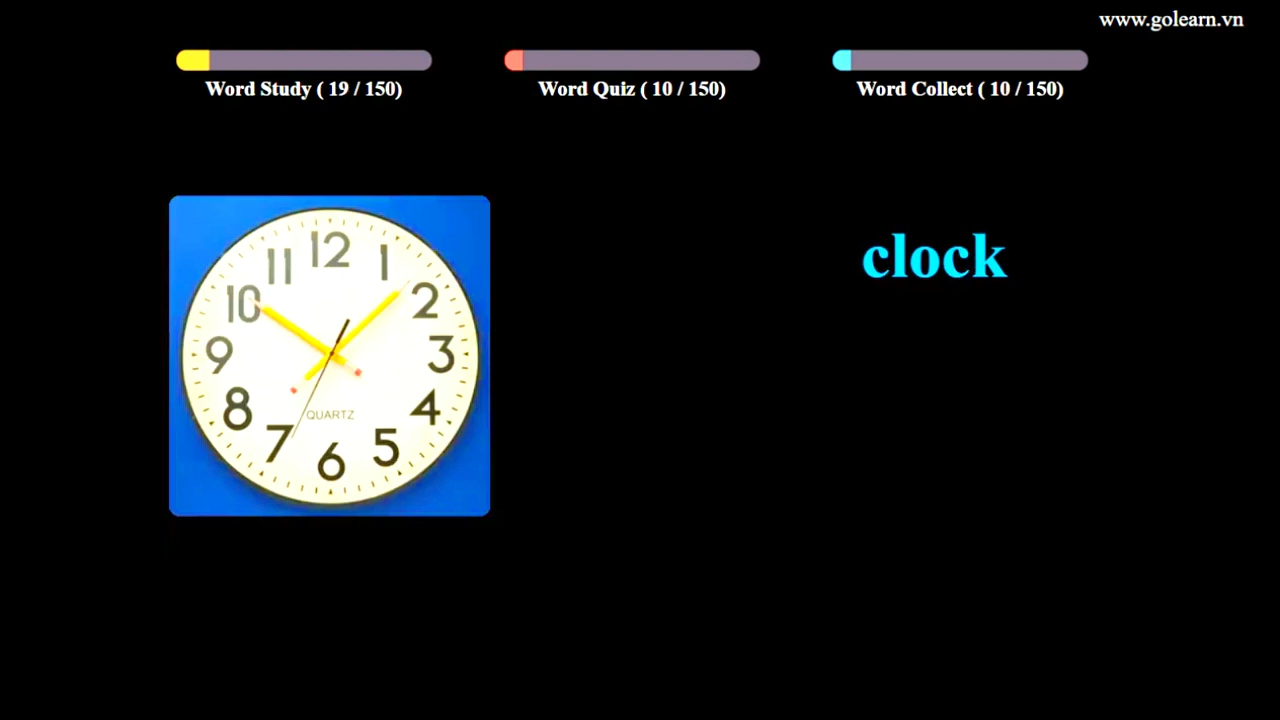 www.golearn.vn
Word Study ( 19 / 150)
Word Quiz ( 10 / 150)
Word Collect ( 10 / 150)
12
11
1
10
2
9
3
8
4
7
5
6
QUARTZ
clock